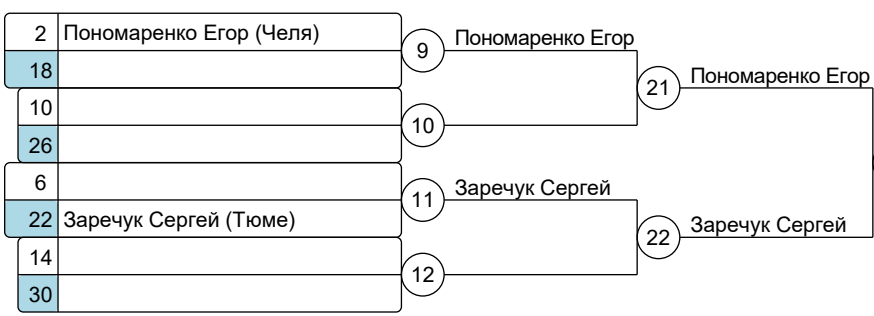 2 Пономаренко Егор (Челя)
18
9 Пономаренко Егор
10
26
10
21 Пономаренко Егор
6
22 Заречук Сергей (Тюме)
11 Заречук Сергей
14
30
12
22 Заречук Сергей